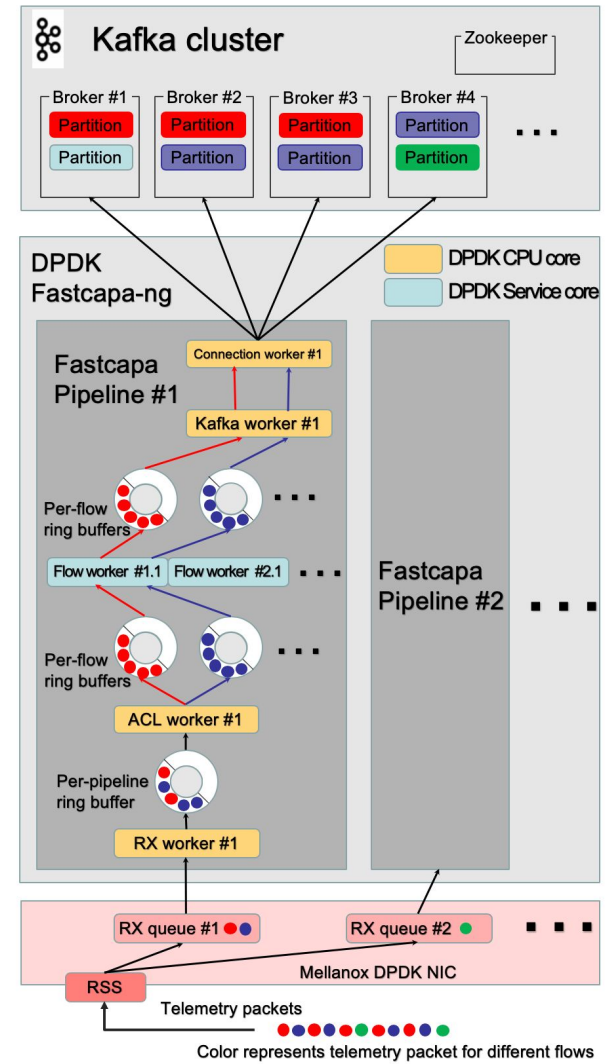 Kafka cluster
Zookeeper
Broker #1
Broker #2
Broker #3
Broker #4
Partition
Partition
Partition
Partition
Partition
Partition
Partition
Partition
DPDK
Fastcapa-ng
DPDK CPU core
DPDK Service core
Fastcapa
Pipeline #1
Connection worker #1
Kafka worker #1
Per-flow
ring buffers
Flow worker #1.1
Flow worker #2.1
Fastcapa
Pipeline #2
Per-flow
ring buffers
ACL worker #1
Per-pipeline
ring buffer
RX worker #1
RX queue #1
RX queue #2
Mellanox DPDK NIC
RSS
Telemetry packets
Color represents telemetry packet for different flows